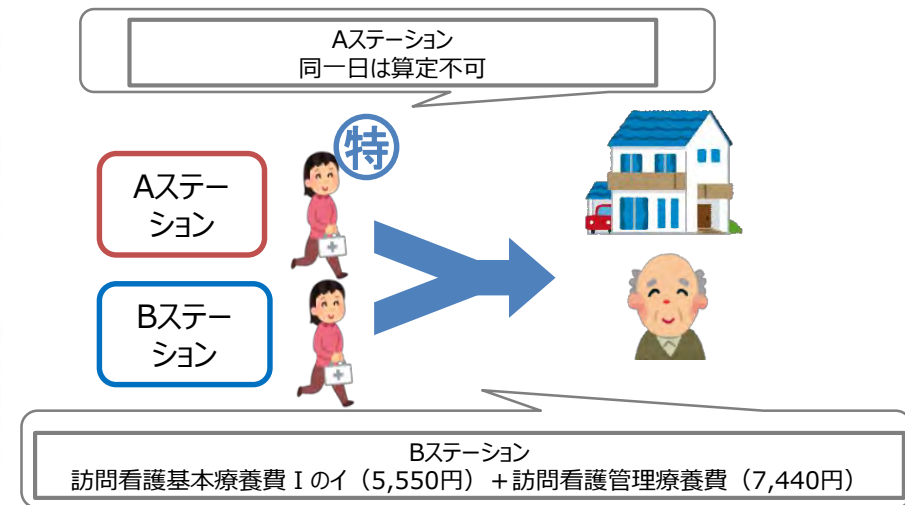 Aステーション
同一日は算定不可
特
Aステー
ション
Bステー
ション
Bステーション
訪問看護基本療養費Ⅰのイ（5,550円）＋訪問看護管理療養費（7,440円）